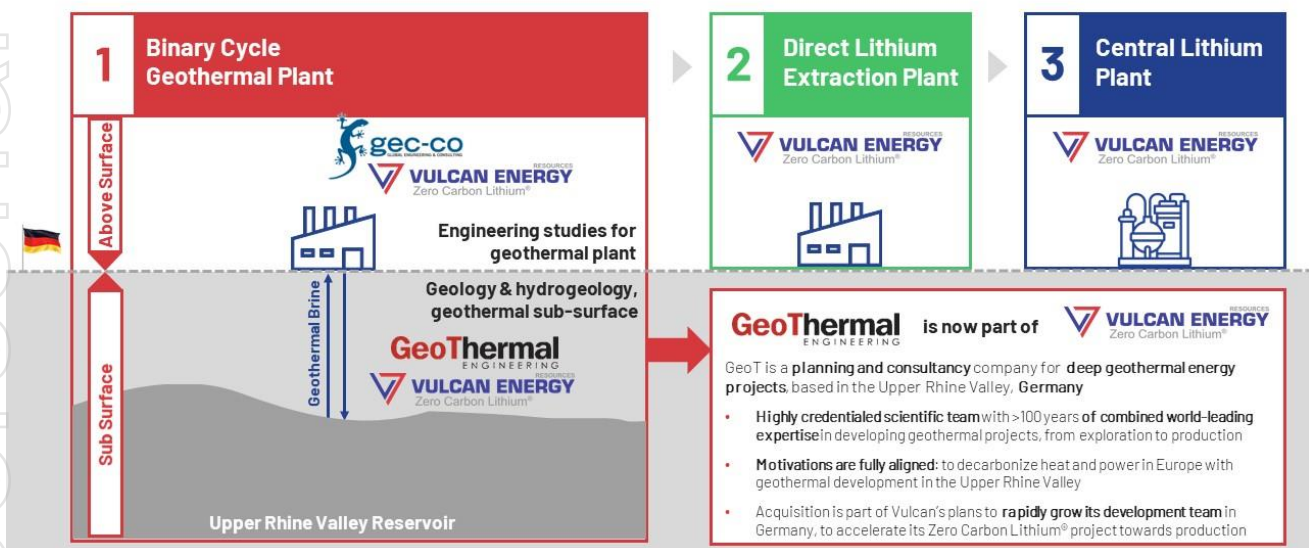 1
Binary Cycle
Geothermal Plant
2
Direct Lithium
Extraction Plant
3
Central Lithium
Plant
Above Surface
gec-co
GLOBAL ENGINEERING & CONSULTING
RESOURCES
VULCAN ENERGY
Zero Carbon Lithium®
Engineering studies for
geothermal plant
RESOURCES
VULCAN ENERGY
Zero Carbon Lithium®
RESOURCES
VULCAN ENERGY
Zero Carbon Lithium®
Sub Surface
Geothermal Brine
Geology & hydrogeology,
geothermal sub-surface
GeoThermal
ENGINEERING
VULCAN ENERGY
Zero Carbon Lithium®
Upper Rhine Valley Reservoir
GeoThermal
ENGINEERING
is now part of
RESOURCES
VULCAN ENERGY
Zero Carbon Lithium®
GeoT is a planning and consultancy company for deep geothermal energy
projects, based in the Upper Rhine Valley, Germany
• Highly credentialed scientific team with >100 years of combined world-leading
expertise in developing geothermal projects, from exploration to production
• Motivations are fully aligned: to decarbonize heat and power in Europe with
geothermal development in the Upper Rhine Valley
• Acquisition is part of Vulcan's plans to rapidly grow its development team in
Germany, to accelerate its Zero Carbon Lithium® project towards production